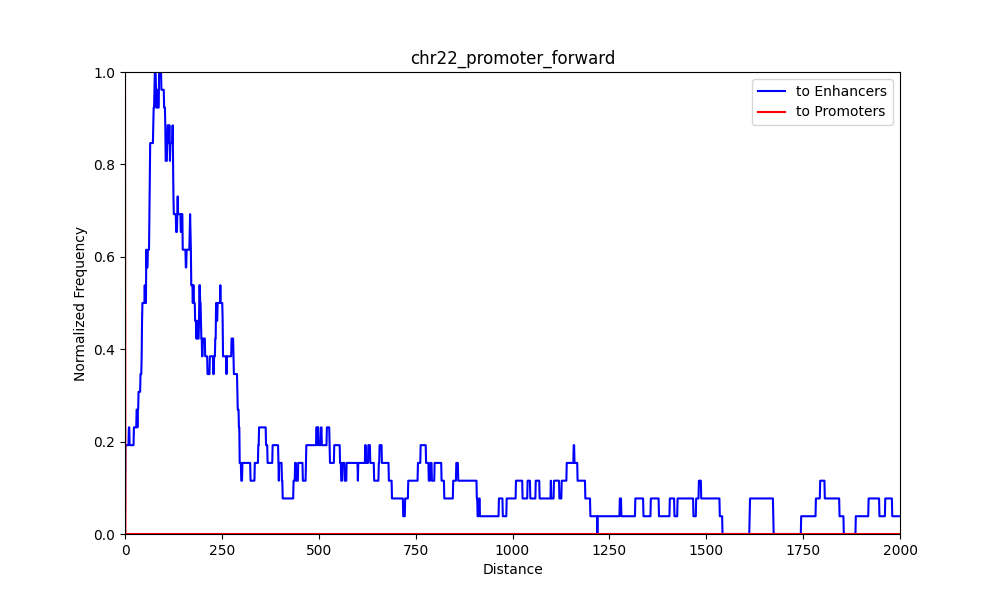 chr22_promoter_forward
to Enhancers
to Promoters
Normalized Frequency
1.0
0.8
0.6
0.4
0.2
0.0
0 250 500 750 1000 1250 1500 1750 2000
Distance